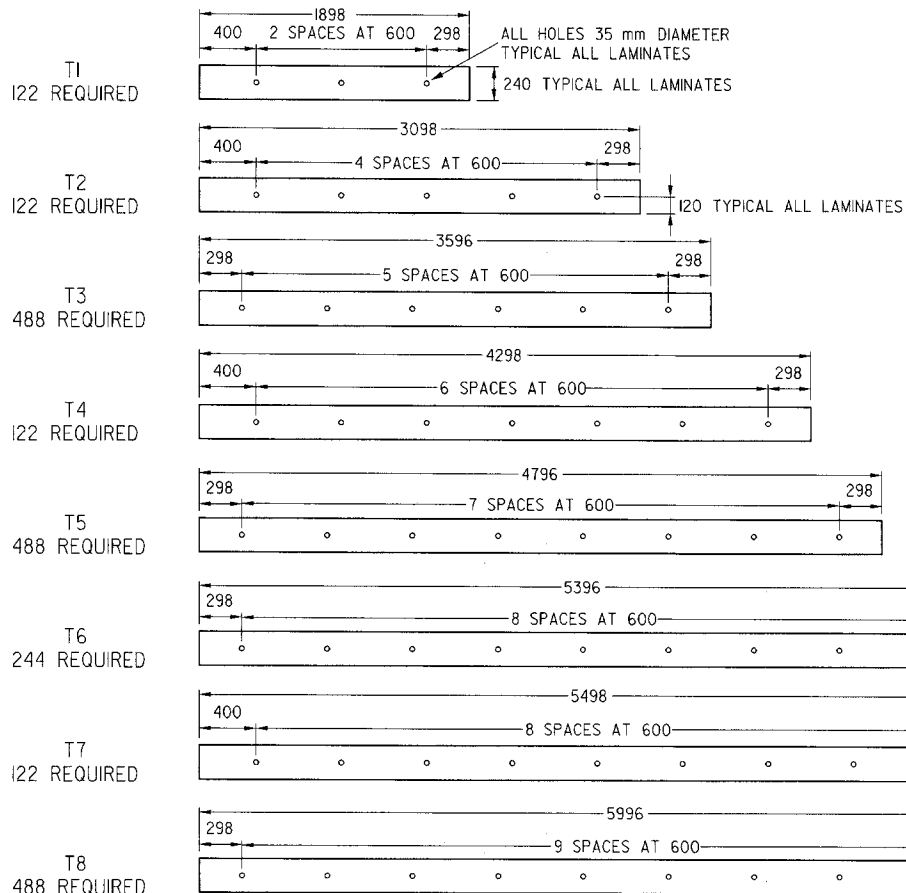 1898
400 2 SPACES AT 600 298
ALL HOLES 35 mm DIAMETER
TYPICAL ALL LAMINATES
T1
122 REQUIRED
240 TYPICAL ALL LAMINATES
3098
400 4 SPACES AT 600 298
T2
122 REQUIRED
120 TYPICAL ALL LAMINATES
3596
298 5 SPACES AT 600 298
T3
488 REQUIRED
4298
400 6 SPACES AT 600 298
T4
122 REQUIRED
4796
298 7 SPACES AT 600 298
T5
488 REQUIRED
5396
298 8 SPACES AT 600
T6
244 REQUIRED
5498
400 8 SPACES AT 600
T7
122 REQUIRED
5996
298 9 SPACES AT 600
T8
488 REQUIRED